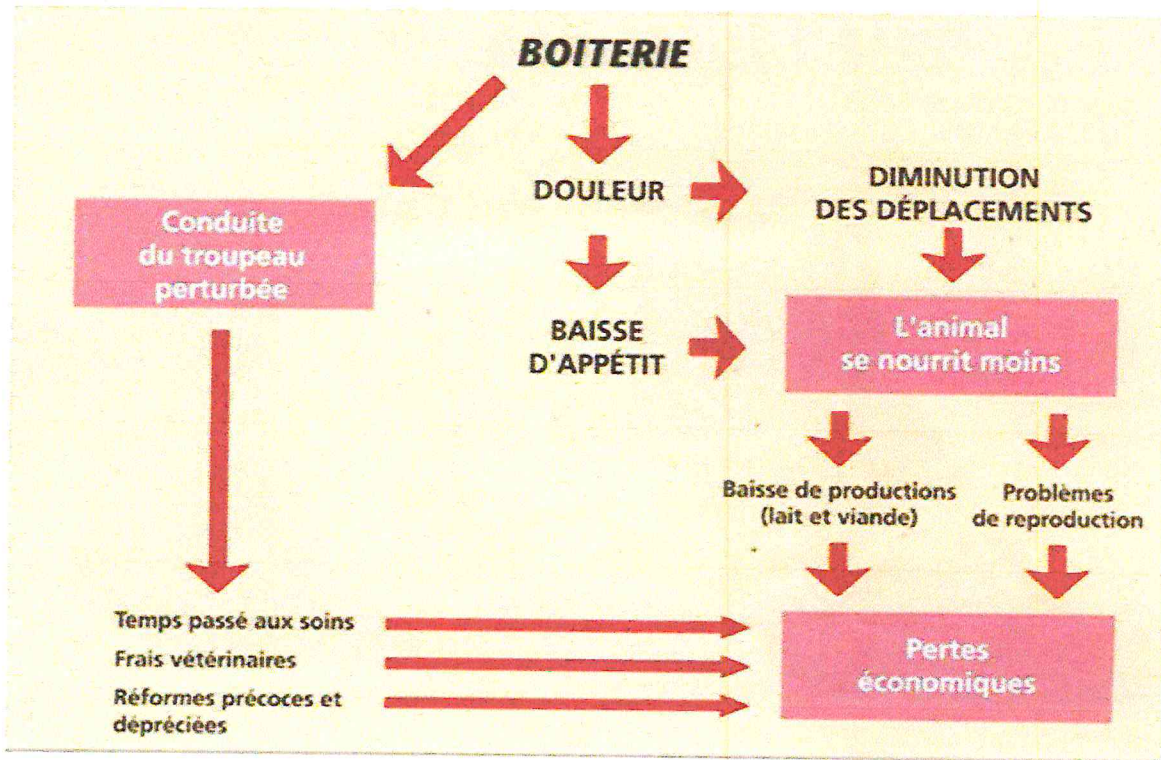 BOITERIE
Conduite
du troupeau
perturbée
DOULEUR
DIMINUTION
DES DÉPLACEMENTS
BAISSE
D'APPÉTIT
L'animal
se nourrit moins
Baisse de productions
(lait et viande)
Problèmes
de reproduction
Temps passé aux soins
Frais vétérinaires
Réformes précoces et
dépréciées
Pertes
économiques